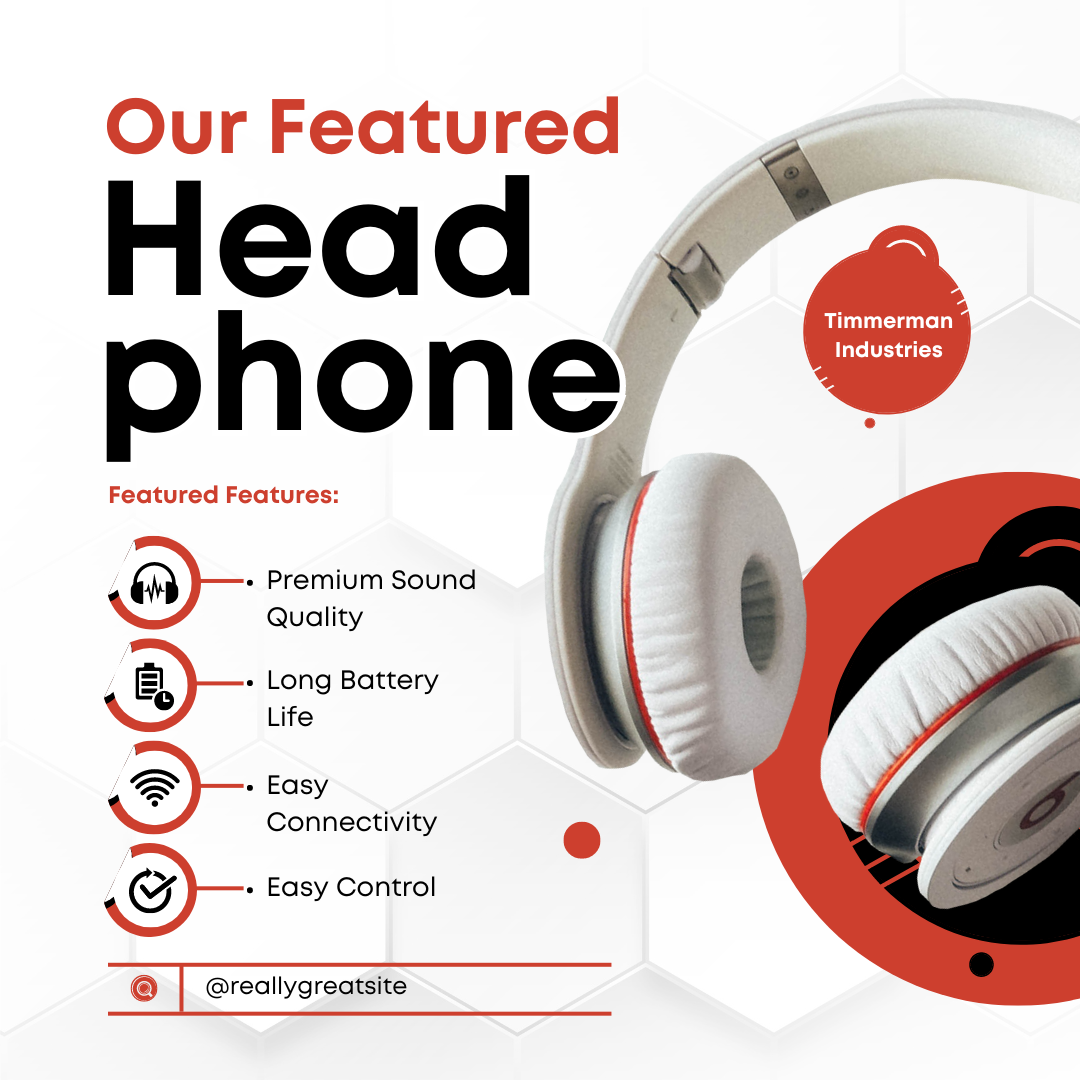 Our Featured
Head
phone
Timmerman
Industries
Featured Features:
• Premium Sound
Quality
• Long Battery
Life
• Easy
Connectivity
• Easy Control
@reallygreatsite